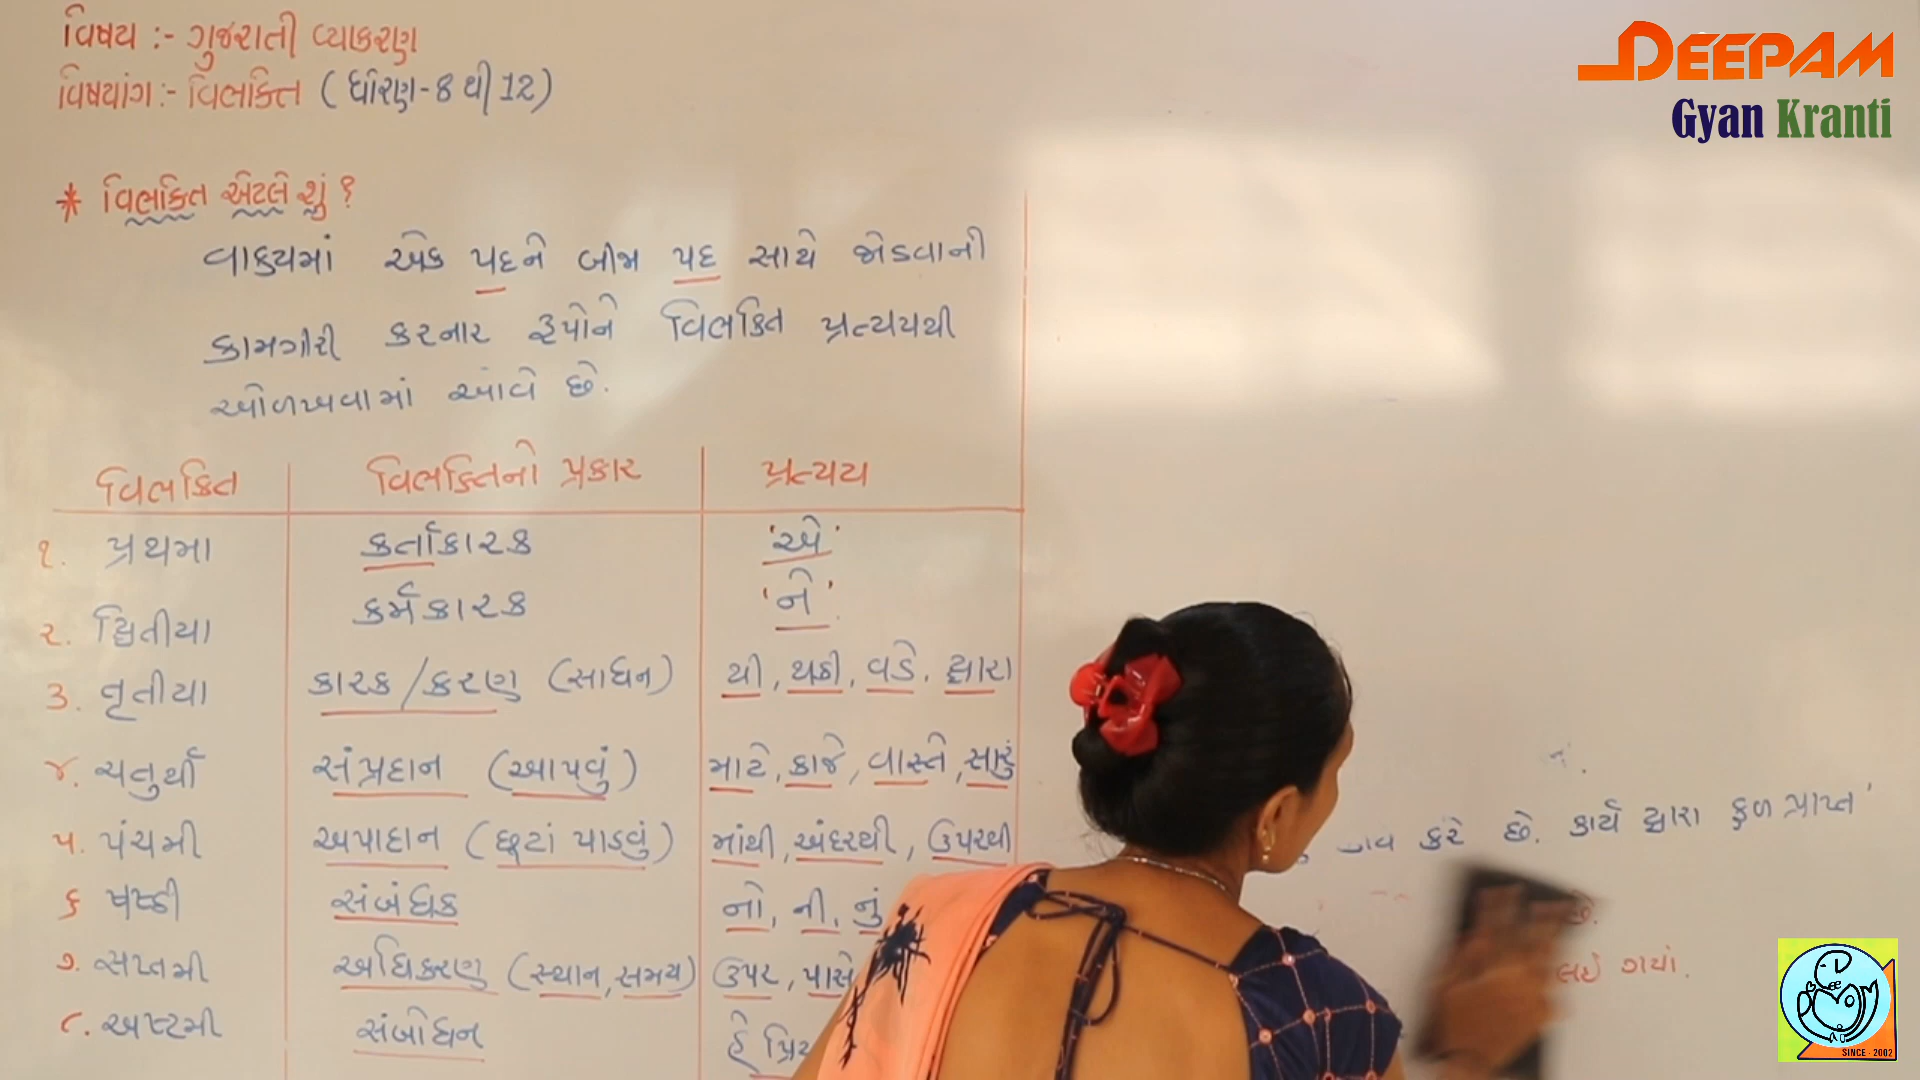 વિષય :- ગુજરાતી વ્યાકરણ
વિષયાંગ :- વિભક્તિ (ધોરણ-8 થી 12)
* વિભક્તિ એટલે શું ?
વાક્યમાં એક પદને બીજા પદ સાથે જોડવાની
કામગીરી કરનાર રૂપોને વિભક્તિ પ્રત્યયથી
ઓળખવામાં આવે છે.
વિભક્તિ વિભક્તિનો પ્રકાર પ્રત્યય
૧. પ્રથમા કર્તાકારક 'એ'
૨. દ્વિતીયા કર્મકારક 'ને'
૩. તૃતીયા કારક/કરણ (સાધન) થી, થકી, વડે, દ્વારા
૪. ચતુર્થી સંપ્રદાન (આપવું) માટે, કાજે, વાસ્તે, સારું
૫. પંચમી અપાદાન (છૂટાં પાડવું) માંથી, અંદરથી, ઉપરથી
૬ ષષ્ઠી સંબંધક નો, ની, નું
૭. સપ્તમી અધિકરણ (સ્થાન, સમય) ઉપર, પાસે
૮. અષ્ટમી સંબોધન હે પ્રિય
કરે છે. કાર્ય દ્વારા ફળ પ્રાપ્ત
છે.
લઈ ગયાં.
DEEPAM
Gyan Kranti
SINCE - 2002